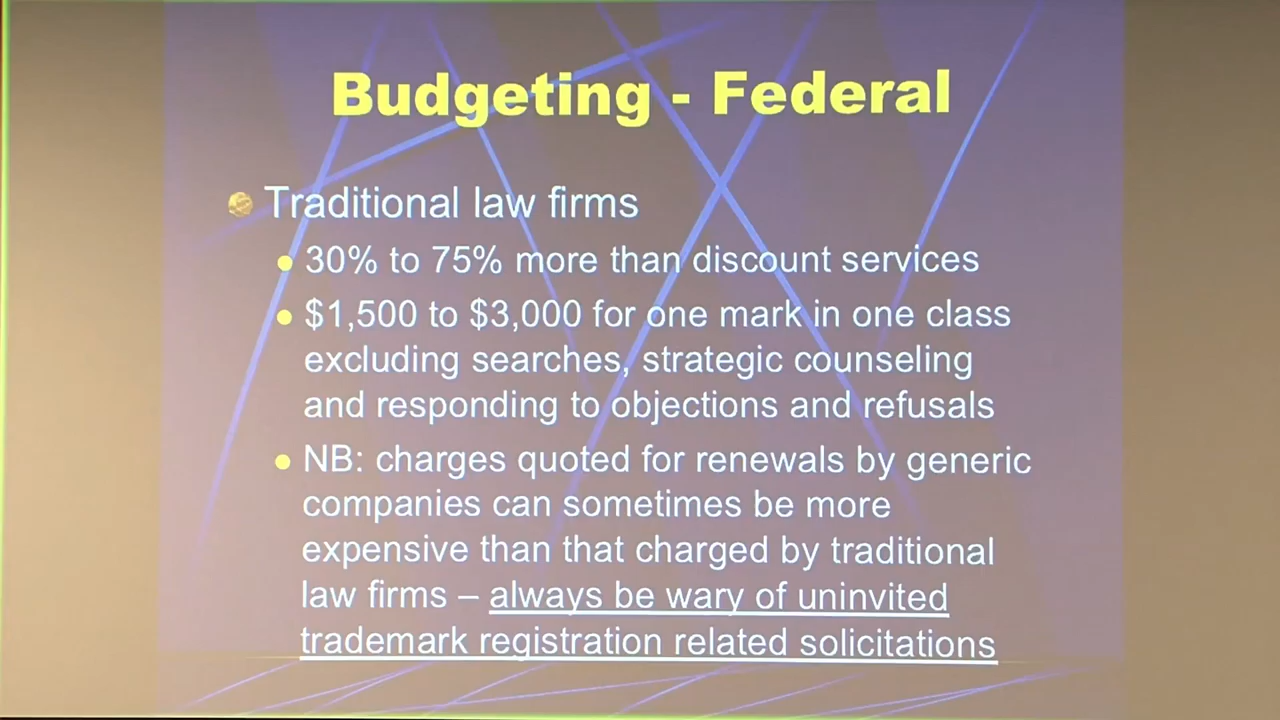 Budgeting - Federal
Traditional law firms
30% to 75% more than discount services
$1,500 to $3,000 for one mark in one class
excluding searches, strategic counseling
and responding to objections and refusals
NB: charges quoted for renewals by generic
companies can sometimes be more
expensive than that charged by traditional
law firms – always be wary of uninvited
trademark registration related solicitations